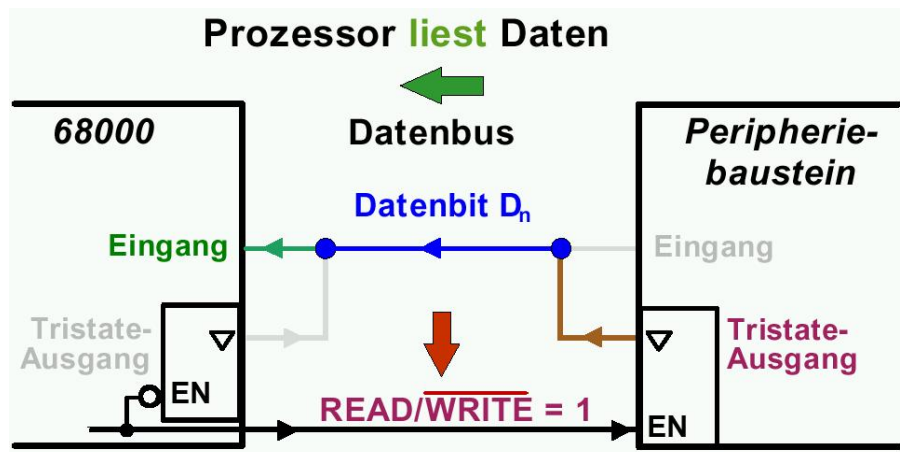 Prozessor liest Daten
68000
Datenbus
Peripherie-
baustein
Datenbit Dn
Eingang
Eingang
Tristate-
Ausgang
Tristate-
Ausgang
EN
READ/WRITE = 1
EN